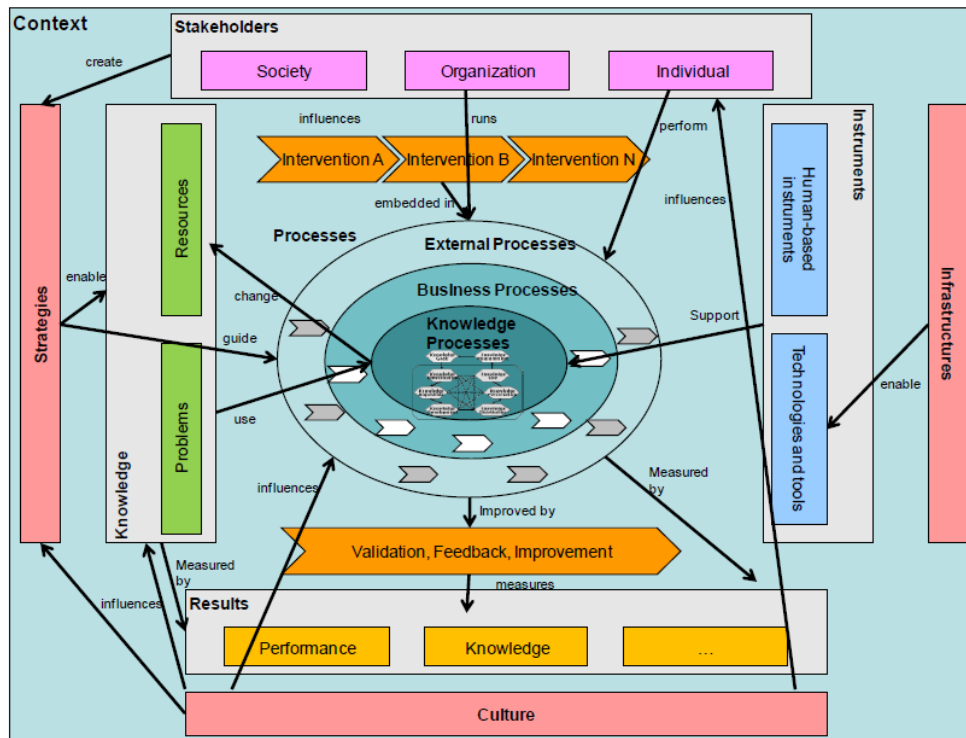 Context
Stakeholders
create
Society
Organization
Individual
influences
runs
perform
Intervention A
Intervention B
Intervention N
embedded in
influences
Instruments
Human-based
instruments
Technologies and tools
Infrastructures
enable
Support
Strategies
enable
Resources
Problems
Knowledge
change
guide
use
Processes
External Processes
Business Processes
Knowledge
Processes
influences
Measured
by
Improved by
Validation, Feedback, Improvement
measures
Measured
by
influences
Results
Performance
Knowledge
...
Culture